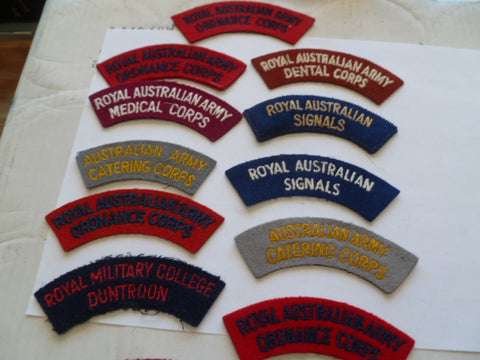 ROYAL AUSTRALIAN ARMY
ORDNANCE CORPS
ROYAL AUSTRALIAN ARMY
ORDNANCE CORPS
ROYAL AUSTRALIAN ARMY
DENTAL CORPS
ROYAL AUSTRALIAN ARMY
MEDICAL CORPS
ROYAL AUSTRALIAN
SIGNALS
AUSTRALIAN ARMY
CATERING CORPS
ROYAL AUSTRALIAN
SIGNALS
ROYAL AUSTRALIAN ARMY
ORDNANCE CORPS
AUSTRALIAN ARMY
CATERING CORPS
ROYAL MILITARY COLLEGE
DUNTROON
ROYAL AUSTRALIAN ARMY
ORDNANCE CORPS